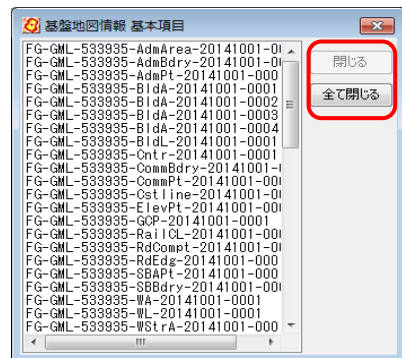 基盤地図情報 基本項目
FG-GML-533935-AdmArea-20141001-0
FG-GML-533935-AdmBdry-20141001-0
FG-GML-533935-AdmPt-20141001-000
FG-GML-533935-BldA-20141001-0001
FG-GML-533935-BldA-20141001-0002
FG-GML-533935-BldA-20141001-0003
FG-GML-533935-BldA-20141001-0004
FG-GML-533935-BldL-20141001-0001
FG-GML-533935-Cntr-20141001-0001
FG-GML-533935-CommBdry-20141001-
FG-GML-533935-CommPt-20141001-00
FG-GML-533935-Cstline-20141001-00
FG-GML-533935-ElevPt-20141001-00
FG-GML-533935-GCP-20141001-0001
FG-GML-533935-RailCL-20141001-00
FG-GML-533935-RdCompt-20141001-00
FG-GML-533935-RdEdg-20141001-000
FG-GML-533935-SBAPt-20141001-000
FG-GML-533935-SBBdry-20141001-00
FG-GML-533935-WA-20141001-0001
FG-GML-533935-WL-20141001-0001
FG-GML-533935-WStrA-20141001-000
閉じる
全て閉じる